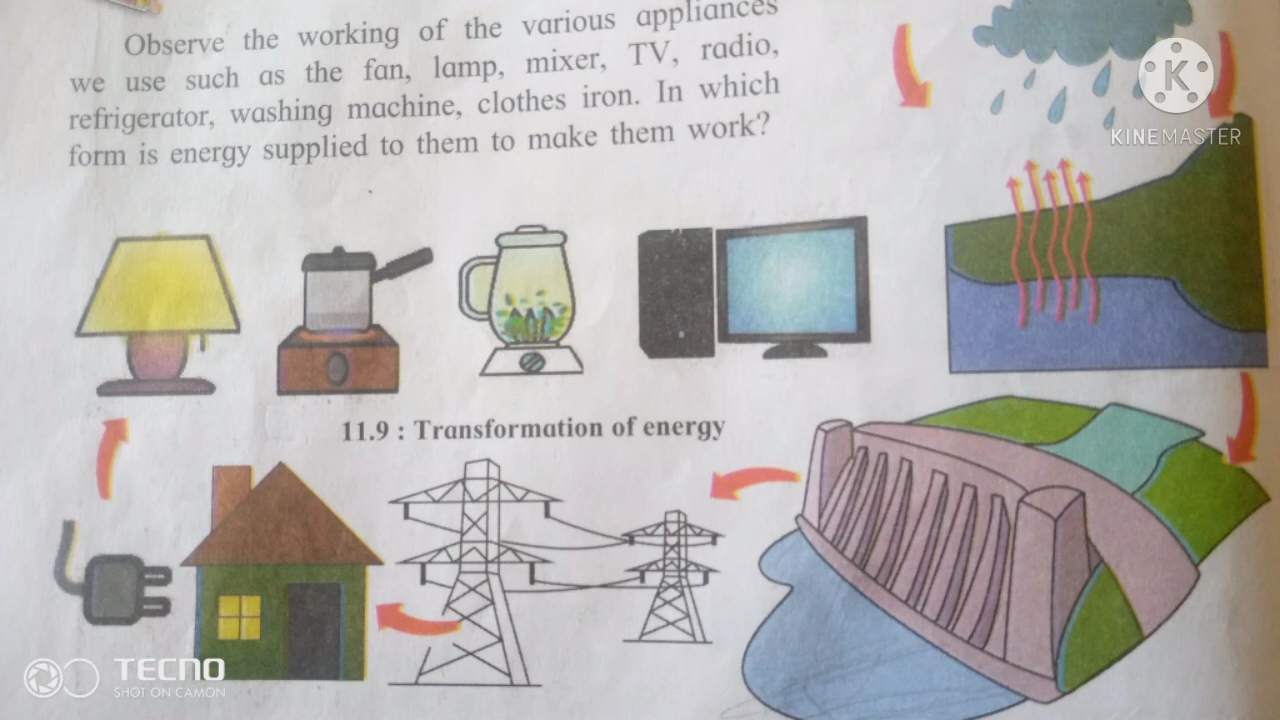 Observe the working of the various appliances
we use such as the fan, lamp, mixer, TV, radio,
refrigerator, washing machine, clothes iron. In which
form is energy supplied to them to make them work?
K
KINEMASTER
11.9 : Transformation of energy
TECNO
SHOT ON CAMON